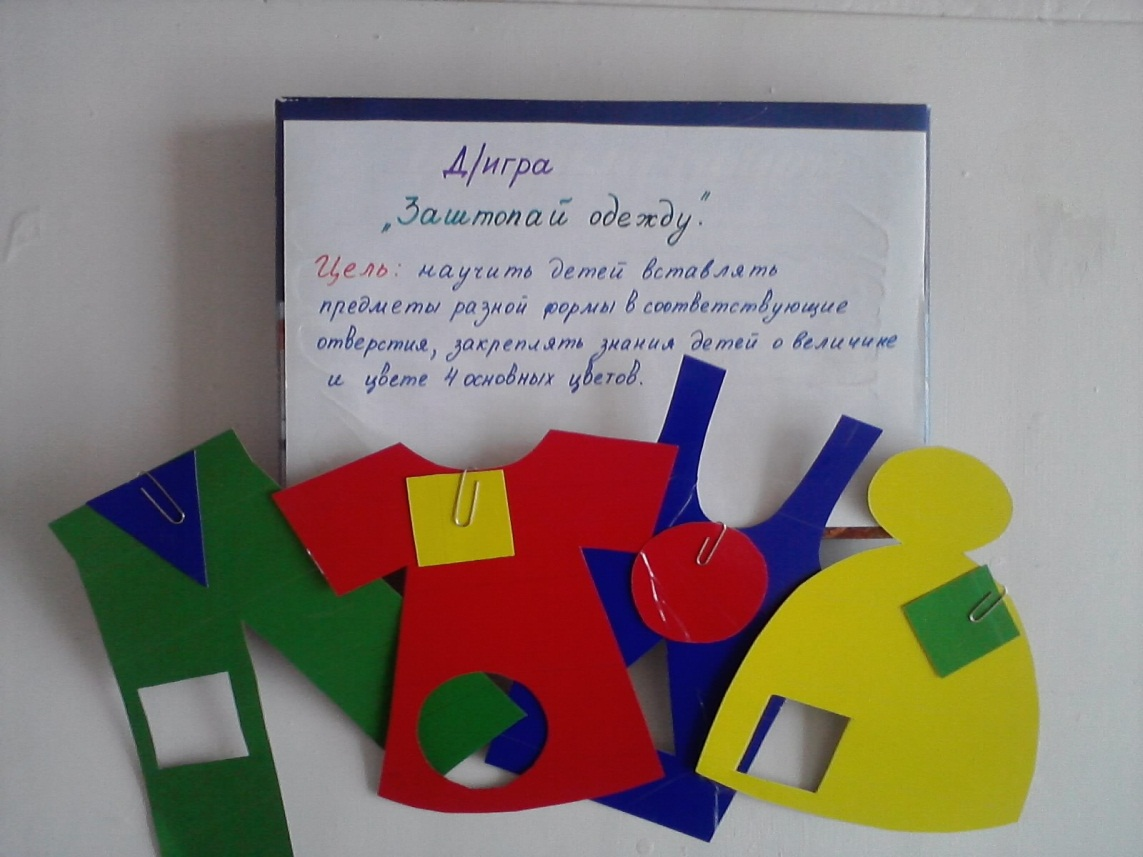 Д/игра
„Заштопай одежду".
Цель: научить детей вставлять
предметы разной формы в соответствующие
отверстия, закреплять знания детей о величине
и цвете 4 основных цветов.